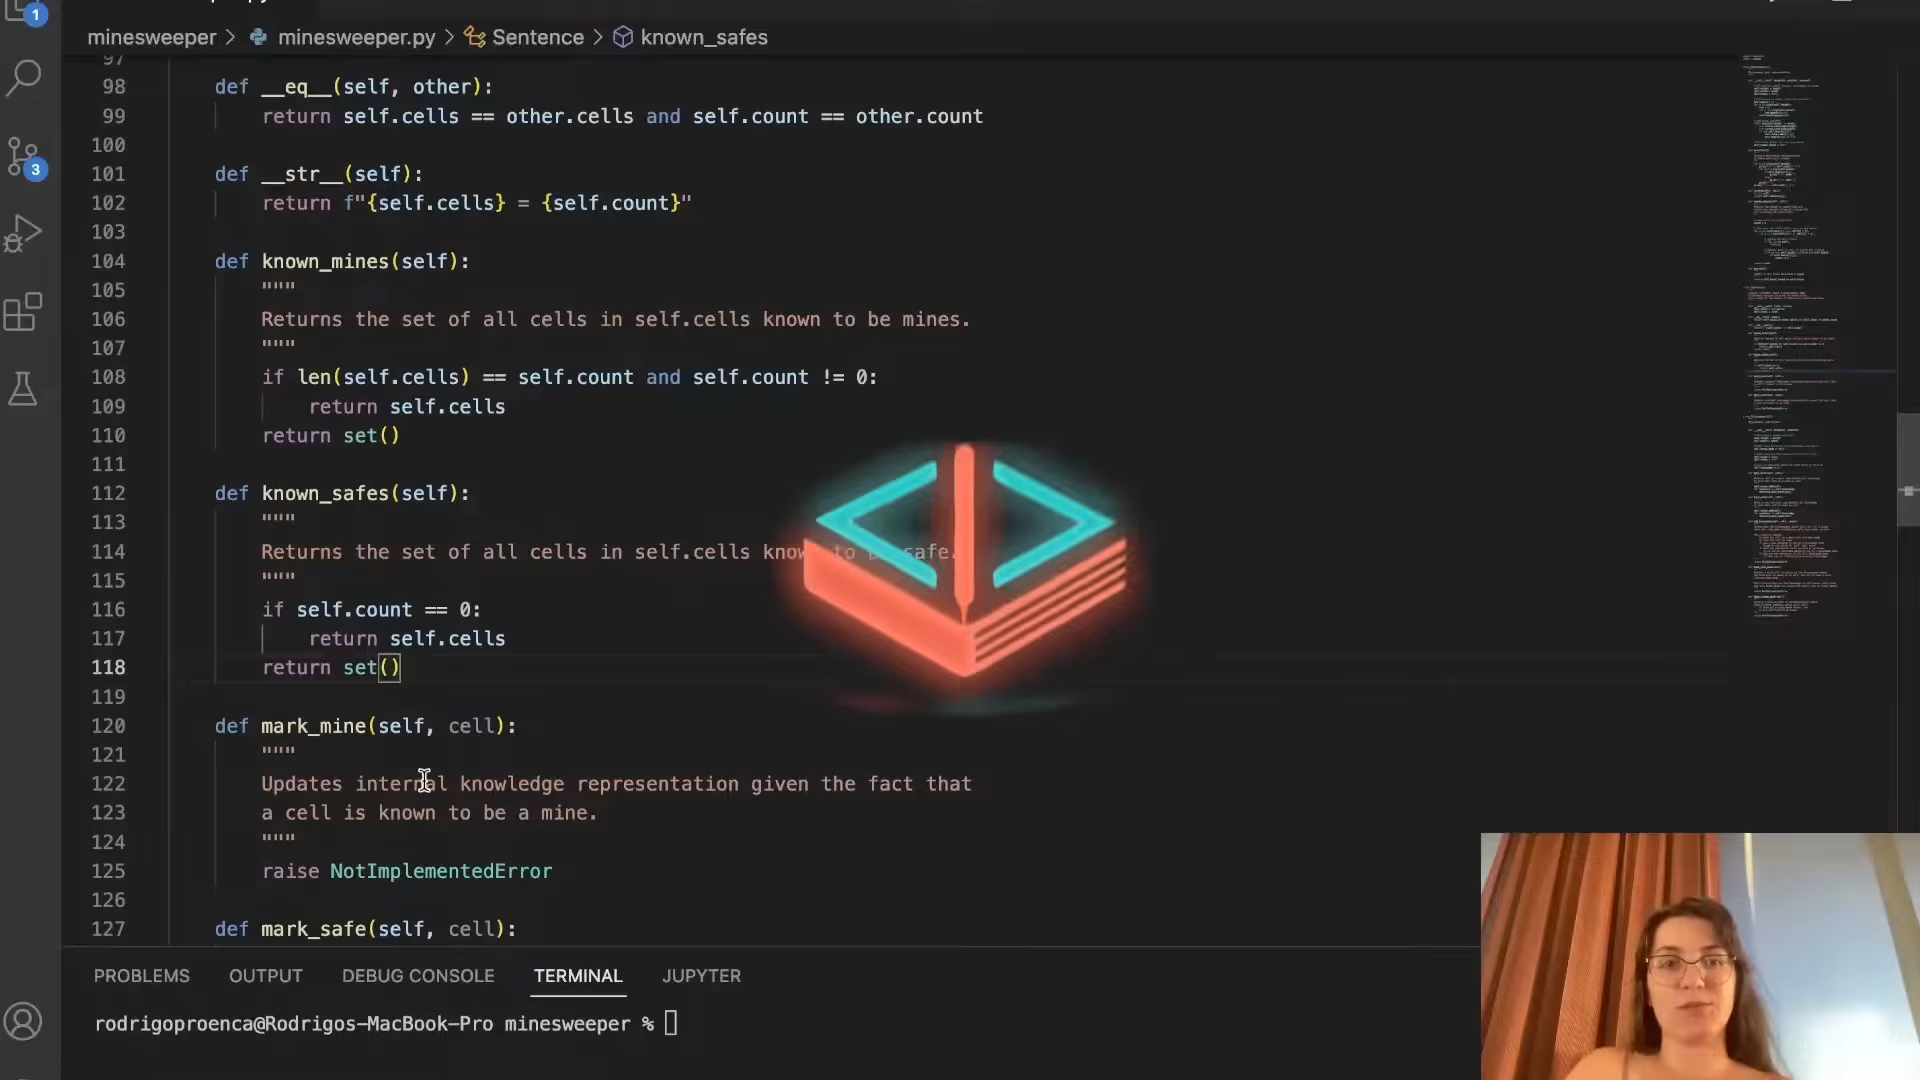 1
3
minesweeper > minesweeper.py > Sentence > known_safes
97
98 def __eq__(self, other):
99 return self.cells == other.cells and self.count == other.count
100
101 def __str__(self):
102 return f"{self.cells} = {self.count}"
103
104 def known_mines(self):
105 """
106 Returns the set of all cells in self.cells known to be mines.
107 """
108 if len(self.cells) == self.count and self.count != 0:
109 return self.cells
110 return set()
111
112 def known_safes(self):
113 """
114 Returns the set of all cells in self.cells known to be safe.
115 """
116 if self.count == 0:
117 return self.cells
118 return set()
119
120 def mark_mine(self, cell):
121 """
122 Updates internal knowledge representation given the fact that
123 a cell is known to be a mine.
124 """
125 raise NotImplementedError
126
127 def mark_safe(self, cell):
PROBLEMS OUTPUT DEBUG CONSOLE TERMINAL JUPYTER
rodrigoproenca@Rodrigos-MacBook-Pro minesweeper %